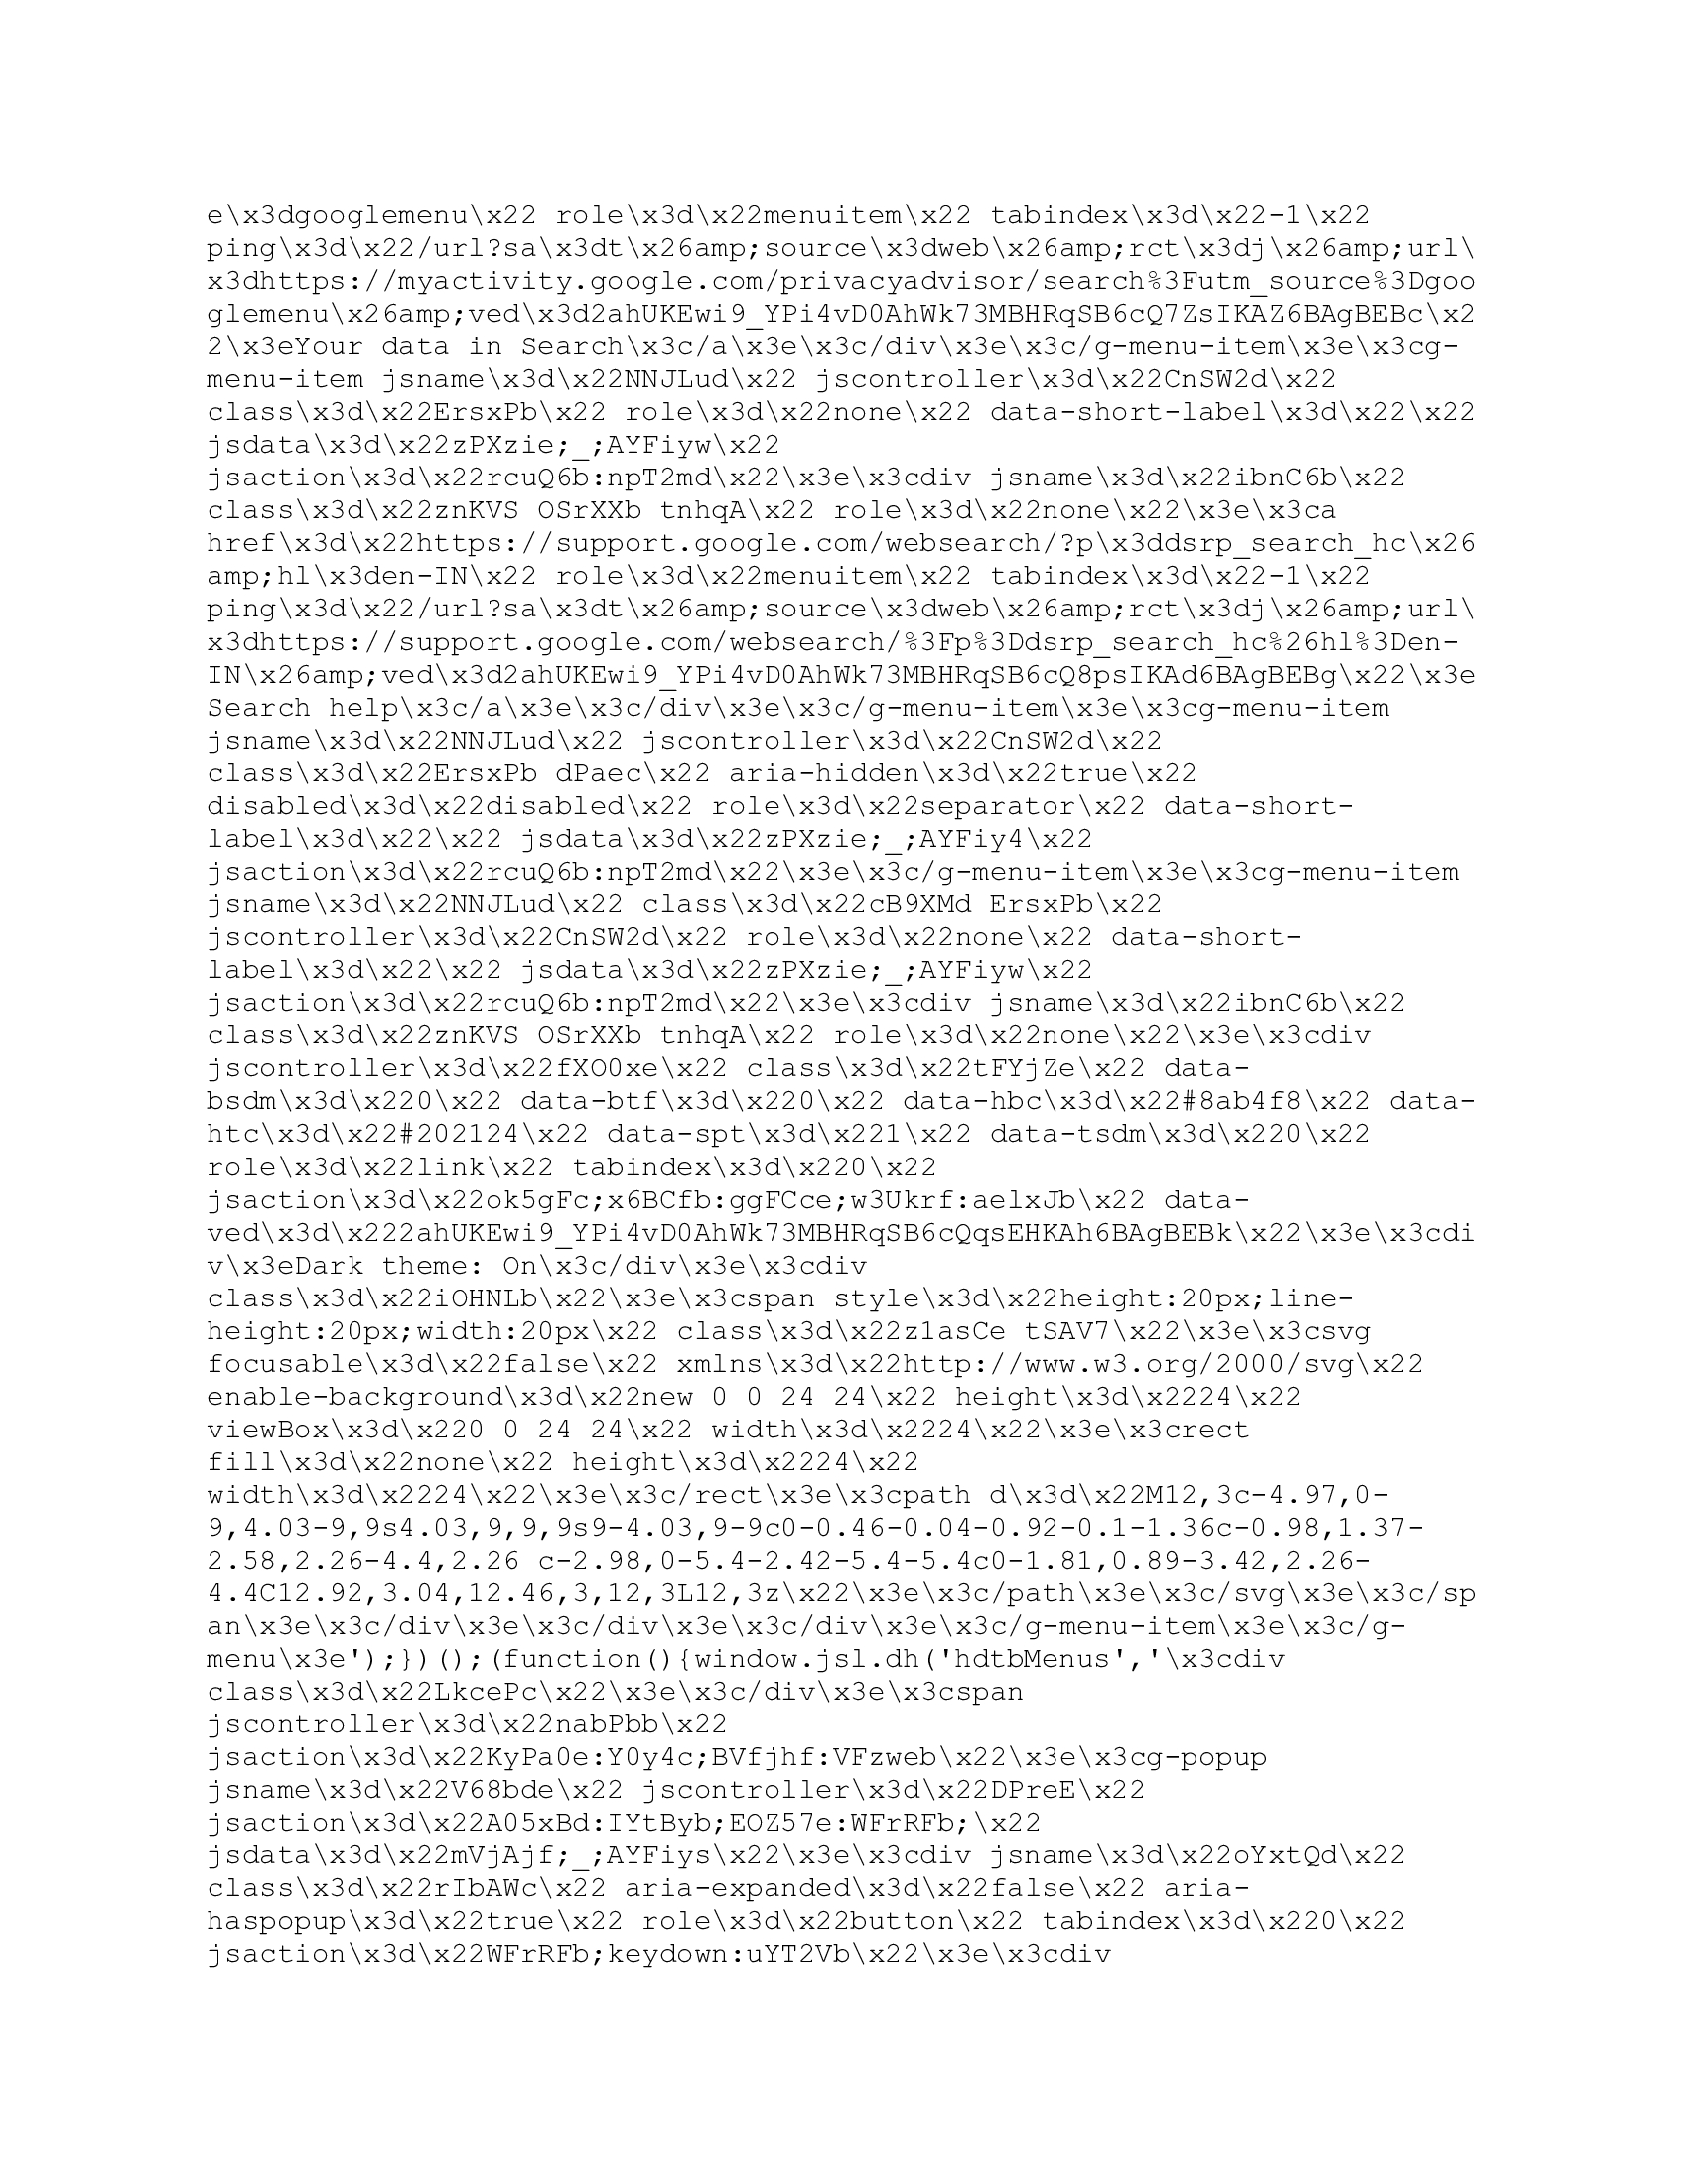 e\x3dgooglemenu\x22 role\x3d\x22menuitem\x22 tabindex\x3d\x22-1\x22
ping\x3d\x22/url?sa\x3dt\x26amp;source\x3dweb\x26amp;rct\x3dj\x26amp;url\
x3dhttps://myactivity.google.com/privacyadvisor/search%3Futm_source%3Dgoo
glemenu\x26amp;ved\x3d2ahUKEwi9_YPi4vD0AhWk73MBHRqSB6cQ7ZsIKAZ6BAgBEBc\x2
2\x3eYour data in Search\x3c/a\x3e\x3c/div\x3e\x3c/g-menu-item\x3e\x3cg-
menu-item jsname\x3d\x22NNJLud\x22 jscontroller\x3d\x22CnSW2d\x22
class\x3d\x22ErsxPb\x22 role\x3d\x22none\x22 data-short-label\x3d\x22\x22
jsdata\x3d\x22zPXzie;_;AYFiyw\x22
jsaction\x3d\x22rcuQ6b:npT2md\x22\x3e\x3cdiv jsname\x3d\x22ibnC6b\x22
class\x3d\x22znKVS OSrXXb tnhqA\x22 role\x3d\x22none\x22\x3e\x3ca
href\x3d\x22https://support.google.com/websearch/?p\x3ddsrp_search_hc\x26
amp;hl\x3den-IN\x22 role\x3d\x22menuitem\x22 tabindex\x3d\x22-1\x22
ping\x3d\x22/url?sa\x3dt\x26amp;source\x3dweb\x26amp;rct\x3dj\x26amp;url\
x3dhttps://support.google.com/websearch/%3Fp%3Ddsrp_search_hc%26hl%3Den-
IN\x26amp;ved\x3d2ahUKEwi9_YPi4vD0AhWk73MBHRqSB6cQ8psIKAd6BAgBEBg\x22\x3e
Search help\x3c/a\x3e\x3c/div\x3e\x3c/g-menu-item\x3e\x3cg-menu-item
jsname\x3d\x22NNJLud\x22 jscontroller\x3d\x22CnSW2d\x22
class\x3d\x22ErsxPb dPaec\x22 aria-hidden\x3d\x22true\x22
disabled\x3d\x22disabled\x22 role\x3d\x22separator\x22 data-short-
label\x3d\x22\x22 jsdata\x3d\x22zPXzie;_;AYFiy4\x22
jsaction\x3d\x22rcuQ6b:npT2md\x22\x3e\x3c/g-menu-item\x3e\x3cg-menu-item
jsname\x3d\x22NNJLud\x22 class\x3d\x22cB9XMd ErsxPb\x22
jscontroller\x3d\x22CnSW2d\x22 role\x3d\x22none\x22 data-short-
label\x3d\x22\x22 jsdata\x3d\x22zPXzie;_;AYFiyw\x22
jsaction\x3d\x22rcuQ6b:npT2md\x22\x3e\x3cdiv jsname\x3d\x22ibnC6b\x22
class\x3d\x22znKVS OSrXXb tnhqA\x22 role\x3d\x22none\x22\x3e\x3cdiv
jscontroller\x3d\x22fXO0xe\x22 class\x3d\x22tFYjZe\x22 data-
bsdm\x3d\x220\x22 data-btf\x3d\x220\x22 data-hbc\x3d\x22#8ab4f8\x22 data-
htc\x3d\x22#202124\x22 data-spt\x3d\x221\x22 data-tsdm\x3d\x220\x22
role\x3d\x22link\x22 tabindex\x3d\x220\x22
jsaction\x3d\x22ok5gFc;x6BCfb:ggFCce;w3Ukrf:aelxJb\x22 data-
ved\x3d\x222ahUKEwi9_YPi4vD0AhWk73MBHRqSB6cQqsEHKAh6BAgBEBk\x22\x3e\x3cdi
v\x3eDark theme: On\x3c/div\x3e\x3cdiv
class\x3d\x22iOHNLb\x22\x3e\x3cspan style\x3d\x22height:20px;line-
height:20px;width:20px\x22 class\x3d\x22z1asCe tSAV7\x22\x3e\x3csvg
focusable\x3d\x22false\x22 xmlns\x3d\x22http://www.w3.org/2000/svg\x22
enable-background\x3d\x22new 0 0 24 24\x22 height\x3d\x2224\x22
viewBox\x3d\x220 0 24 24\x22 width\x3d\x2224\x22\x3e\x3crect
fill\x3d\x22none\x22 height\x3d\x2224\x22
width\x3d\x2224\x22\x3e\x3c/rect\x3e\x3cpath d\x3d\x22M12,3c-4.97,0-
9,4.03-9,9s4.03,9,9,9s9-4.03,9-9c0-0.46-0.04-0.92-0.1-1.36c-0.98,1.37-
2.58,2.26-4.4,2.26 c-2.98,0-5.4-2.42-5.4-5.4c0-1.81,0.89-3.42,2.26-
4.4C12.92,3.04,12.46,3,12,3L12,3z\x22\x3e\x3c/path\x3e\x3c/svg\x3e\x3c/sp
an\x3e\x3c/div\x3e\x3c/div\x3e\x3c/div\x3e\x3c/g-menu-item\x3e\x3c/g-
menu\x3e');})();(function(){window.jsl.dh('hdtbMenus','\x3cdiv
class\x3d\x22LkcePc\x22\x3e\x3c/div\x3e\x3cspan
jscontroller\x3d\x22nabPbb\x22
jsaction\x3d\x22KyPa0e:Y0y4c;BVfjhf:VFzweb\x22\x3e\x3cg-popup
jsname\x3d\x22V68bde\x22 jscontroller\x3d\x22DPreE\x22
jsaction\x3d\x22A05xBd:IYtByb;EOZ57e:WFrRFb;\x22
jsdata\x3d\x22mVjAjf;_;AYFiys\x22\x3e\x3cdiv jsname\x3d\x22oYxtQd\x22
class\x3d\x22rIbAWc\x22 aria-expanded\x3d\x22false\x22 aria-
haspopup\x3d\x22true\x22 role\x3d\x22button\x22 tabindex\x3d\x220\x22
jsaction\x3d\x22WFrRFb;keydown:uYT2Vb\x22\x3e\x3cdiv